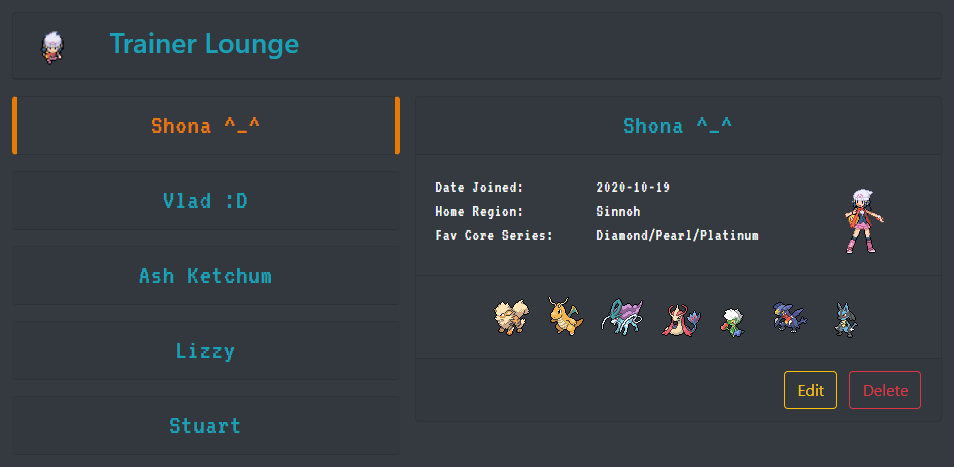 Trainer Lounge
Shona ^_^
Vlad :D
Ash Ketchum
Lizzy
Stuart
Shona ^_^
Date Joined: 2020-10-19
Home Region: Sinnoh
Fav Core Series: Diamond/Pearl/Platinum
Edit Delete